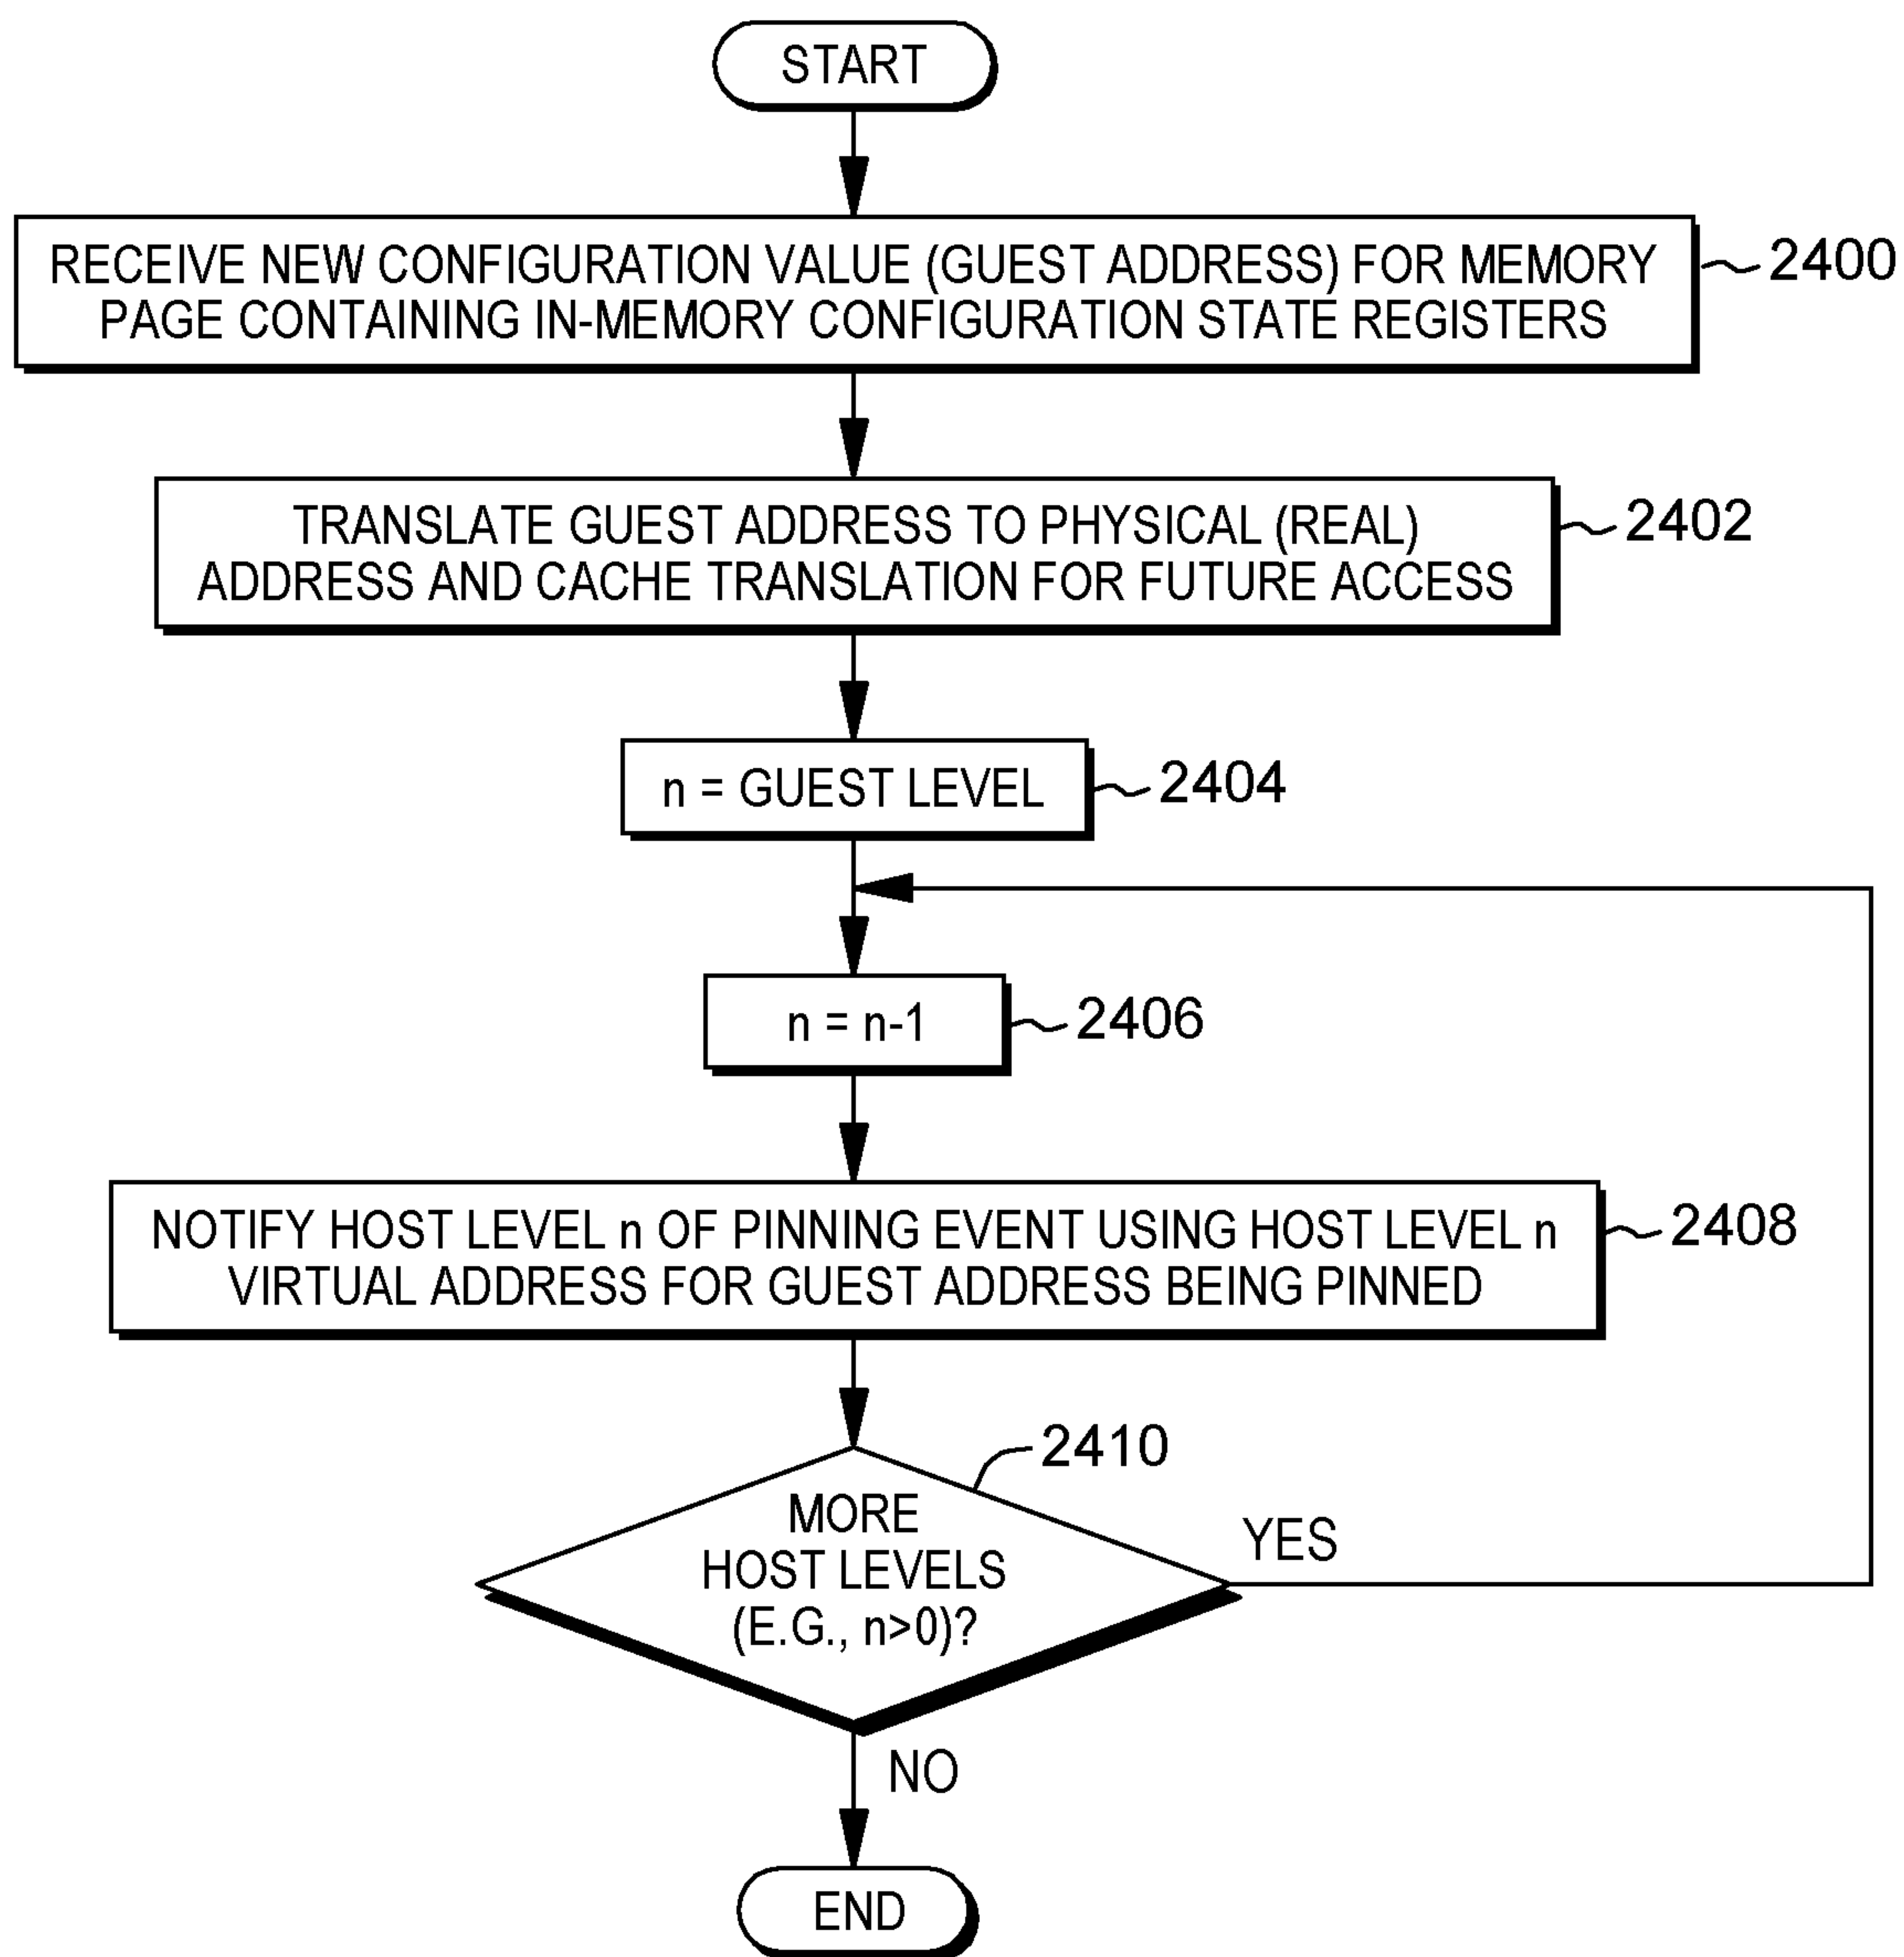 START
RECEIVE NEW CONFIGURATION VALUE (GUEST ADDRESS) FOR MEMORY
PAGE CONTAINING IN-MEMORY CONFIGURATION STATE REGISTERS
2400
TRANSLATE GUEST ADDRESS TO PHYSICAL (REAL)
ADDRESS AND CACHE TRANSLATION FOR FUTURE ACCESS
2402
n = GUEST LEVEL
2404
n = n-1
2406
NOTIFY HOST LEVEL n OF PINNING EVENT USING HOST LEVEL n
VIRTUAL ADDRESS FOR GUEST ADDRESS BEING PINNED
2408
2410
MORE
HOST LEVELS
(E.G., n>0)?
YES
NO
END